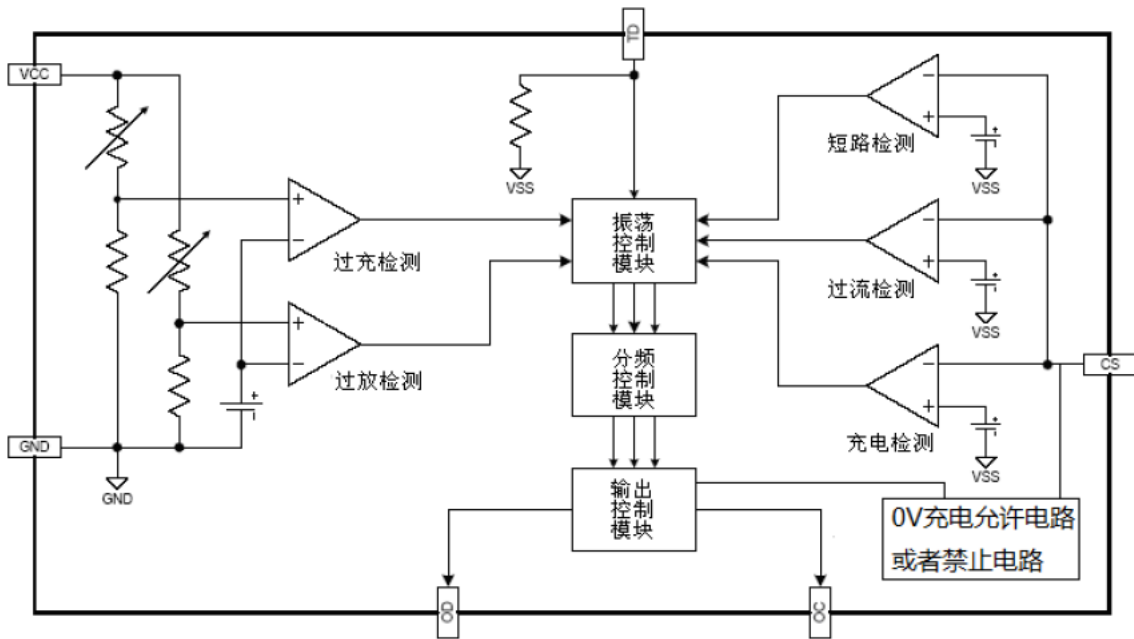 TD
VCC
短路检测
VSS
VSS
振荡
控制
模块
过充检测
过流检测
VSS
分频
控制
模块
过放检测
CS
充电检测
GND
VSS
GND
输出
控制
模块
0V充电允许电路
或者禁止电路
OD
OC